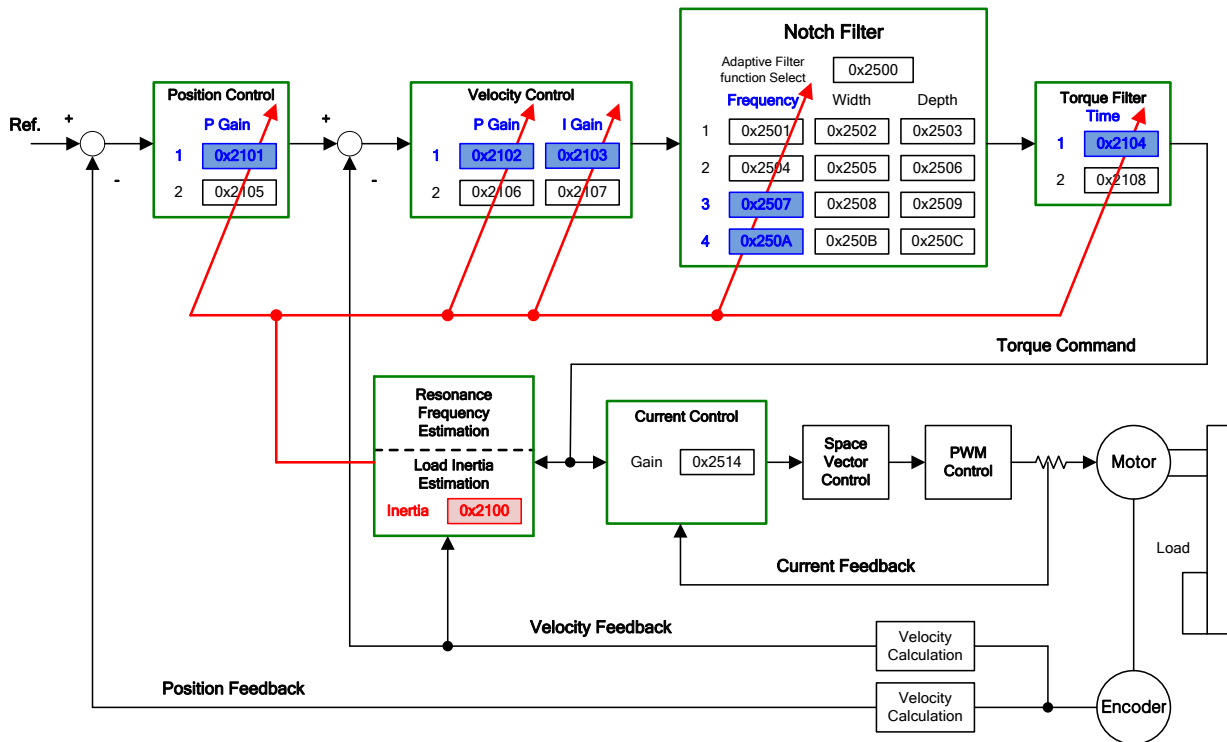 Notch Filter
Adaptive Filter
function Select
0x2500
Frequency Width Depth
1 0x2501 0x2502 0x2503
2 0x2504 0x2505 0x2506
3 0x2507 0x2508 0x2509
4 0x250A 0x250B 0x250C
Ref.
+
-
Position Control
P Gain
1 0x2101
2 0x2105
+
-
Velocity Control
P Gain I Gain
1 0x2102 0x2103
2 0x2106 0x2107
Torque Filter
Time
1 0x2104
2 0x2108
Torque Command
Resonance
Frequency
Estimation
Load Inertia
Estimation
Inertia 0x2100
Current Control
Gain 0x2514
Space
Vector
Control
PWM
Control
Motor
Load
Current Feedback
Velocity Feedback
Velocity
Calculation
Position Feedback
Velocity
Calculation
Encoder